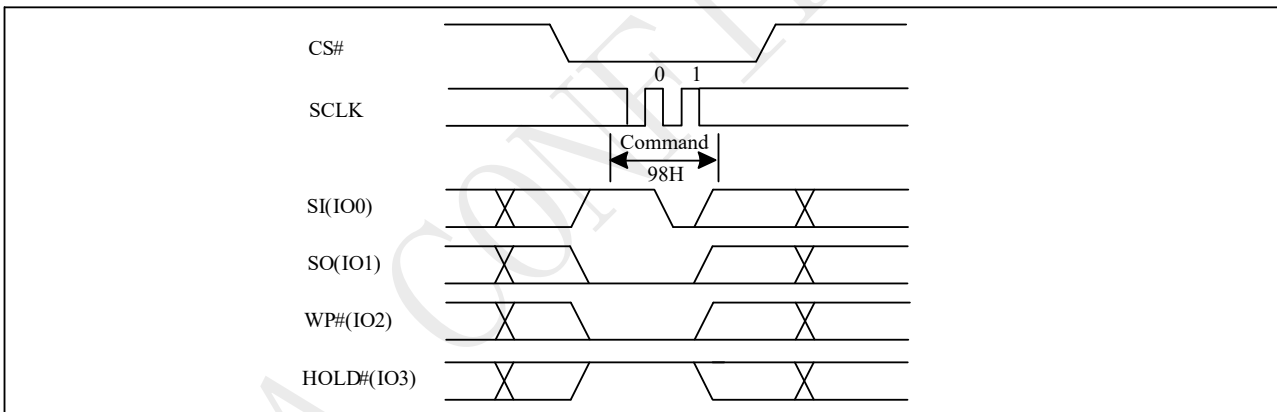 CS#
0 1
SCLK
Command
98H
SI(IO0)
SO(IO1)
WP#(IO2)
HOLD#(IO3)